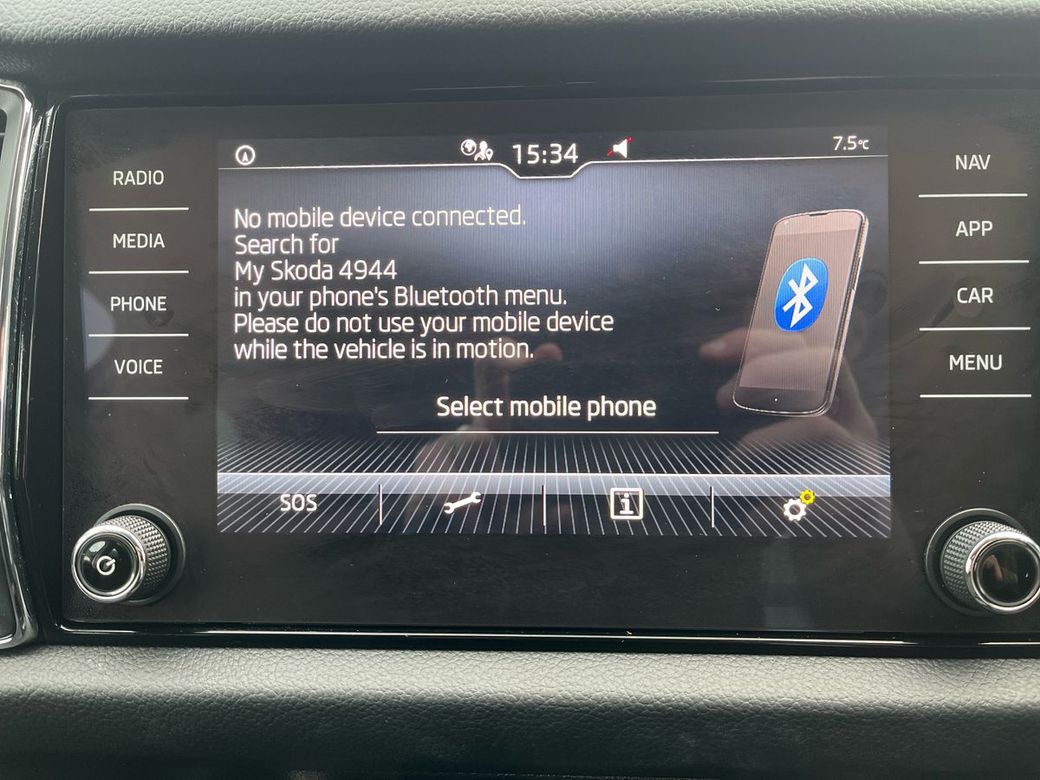 15:34
7.5°C
RADIO
MEDIA
PHONE
VOICE
No mobile device connected.
Search for
My Skoda 4944
in your phone's Bluetooth menu.
Please do not use your mobile device
while the vehicle is in motion.
Select mobile phone
SOS
NAV
APP
CAR
MENU